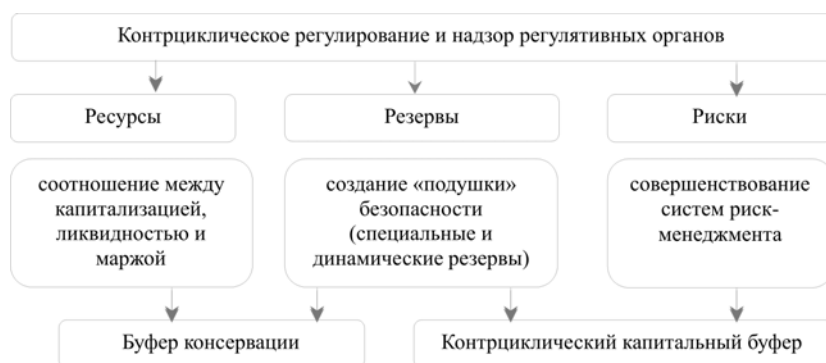 Контрциклическое регулирование и надзор регулятивных органов
Ресурсы
Резервы
Риски
соотношение между
капитализацией,
ликвидностью и
маржой
создание «подушки»
безопасности
(специальные и
динамические резервы)
совершенствование
систем риск-
менеджмента
Буфер консервации
Контрциклический капитальный буфер